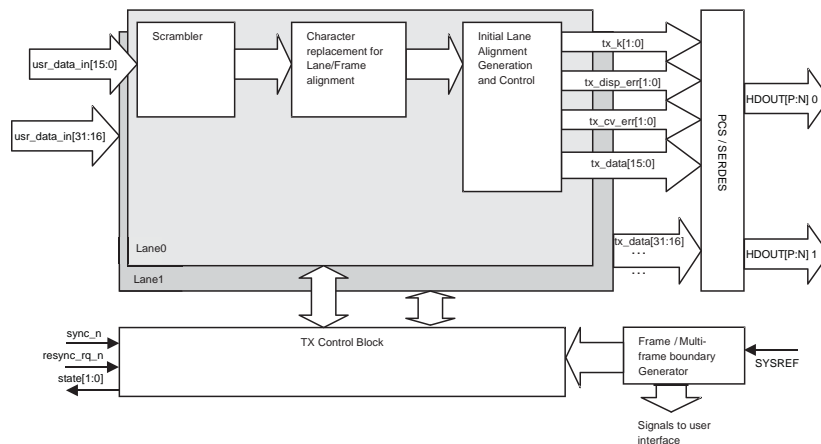 Scrambler
Character
replacement for
Lane/Frame
alignment
Initial Lane
Alignment
Generation
and Control
usr_data_in[15:0]
usr_data_in[31:16]
tx_k[1:0]
tx_disp_err[1:0]
tx_cv_err[1:0]
tx_data[15:0]
PCS / SERDES
HDOUT[P:N] 0
HDOUT[P:N] 1
Lane0
Lane1
tx_data[31:16]
...
...
sync_n
resync_rq_n
state[1:0]
TX Control Block
Frame / Multi-
frame boundary
Generator
SYSREF
Signals to user
interface